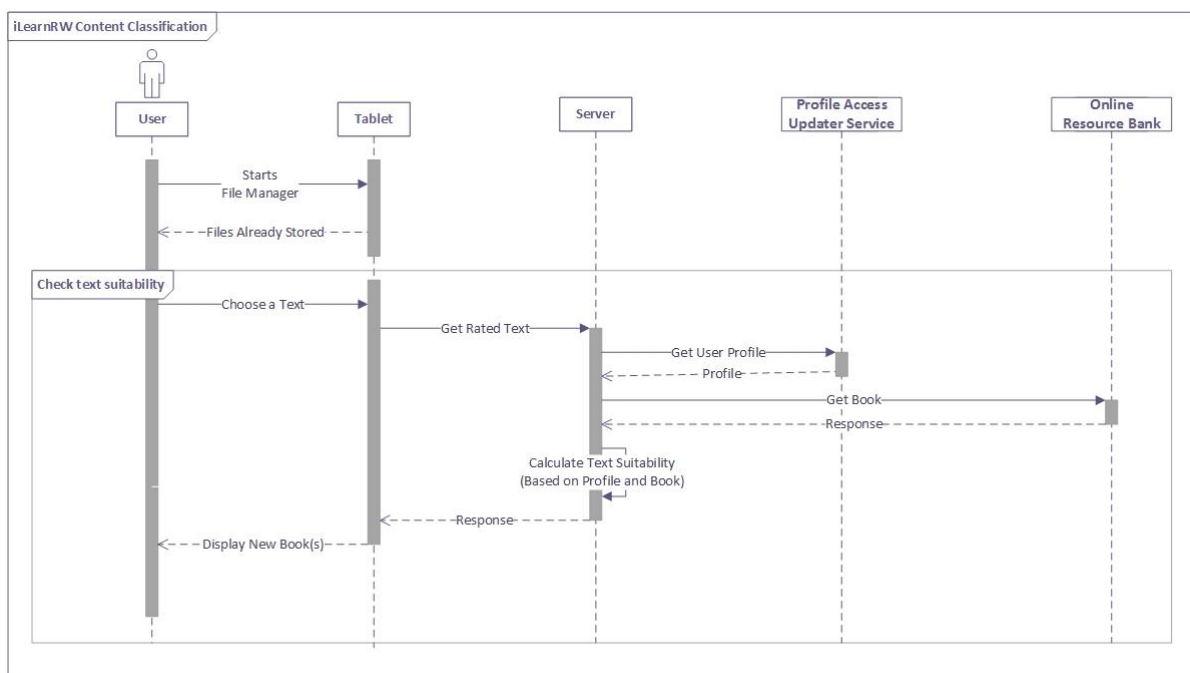 iLearnRW Content Classification
User
Tablet
Server
Profile Access
Updater Service
Online
Resource Bank
Starts
File Manager
Files Already Stored
Check text suitability
Choose a Text
Get Rated Text
Get User Profile
Profile
Get Book
Response
Calculate Text Suitability
(Based on Profile and Book)
Response
Display New Book(s)